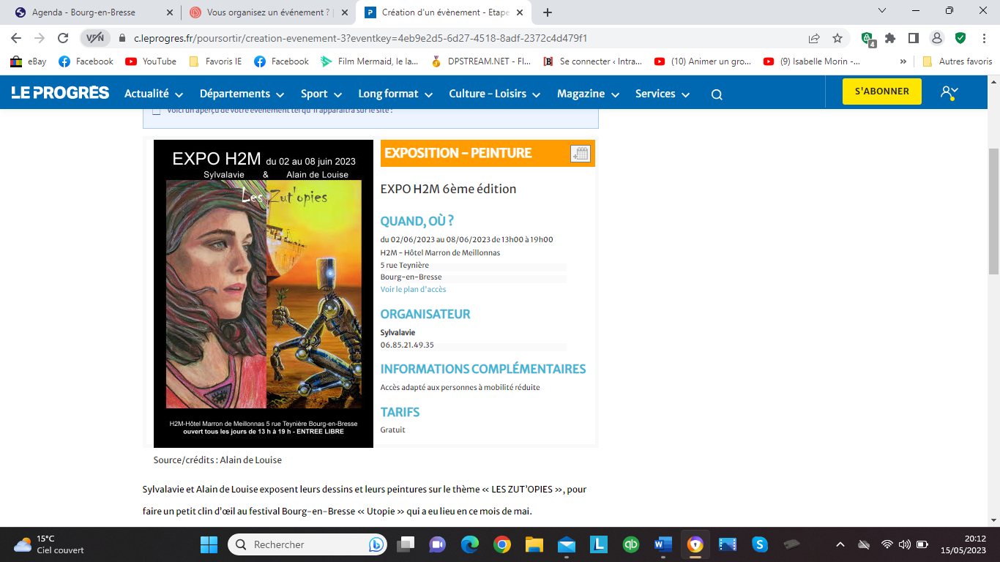 Agenda - Bourg-en-Bresse
Vous organisez un événement ? |
Création d'un évènement - Etape
VPN
c.leprogres.fr/poursortir/creation-evenement-3?eventkey=4eb9e2d5-6d27-4518-8adf-2372c4d479f1
4
eBay
Facebook
YouTube
Favoris IE
Facebook
Film Mermaid, le la...
DPSTREAM.NET - Fl...
Se connecter ‹ Intra...
(10) Animer un gro...
(9) Isabelle Morin -...
»
Autres favoris
LE PROGRÈS
Actualité
Départements
Sport
Long format
Culture - Loisirs
Magazine
Services
S'ABONNER
Voici un aperçu de votre évènement tel qu'il apparaîtra sur le site :
EXPO H2M du 02 au 08 juin 2023
Sylvalavie & Alain de Louise
Les Zut'opies
H2M-Hôtel Marron de Meillonnas 5 rue Teynière Bourg-en-Bresse
ouvert tous les jours de 13 h à 19 h - ENTREE LIBRE
EXPOSITION - PEINTURE
EXPO H2M 6ème édition
QUAND, OÙ ?
du 02/06/2023 au 08/06/2023 de 13h00 à 19h00
H2M - Hôtel Marron de Meillonnas
5 rue Teynière
Bourg-en-Bresse
Voir le plan d'accès
ORGANISATEUR
Sylvalavie
06.85.21.49.35
INFORMATIONS COMPLÉMENTAIRES
Accès adapté aux personnes à mobilité réduite
TARIFS
Gratuit
Source/crédits : Alain de Louise
Sylvalavie et Alain de Louise exposent leurs dessins et leurs peintures sur le thème « LES ZUT'OPIES », pour
faire un petit clin d'œil au festival Bourg-en-Bresse « Utopie » qui a eu lieu en ce mois de mai.
15°C
Ciel couvert
Rechercher
20:12
15/05/2023